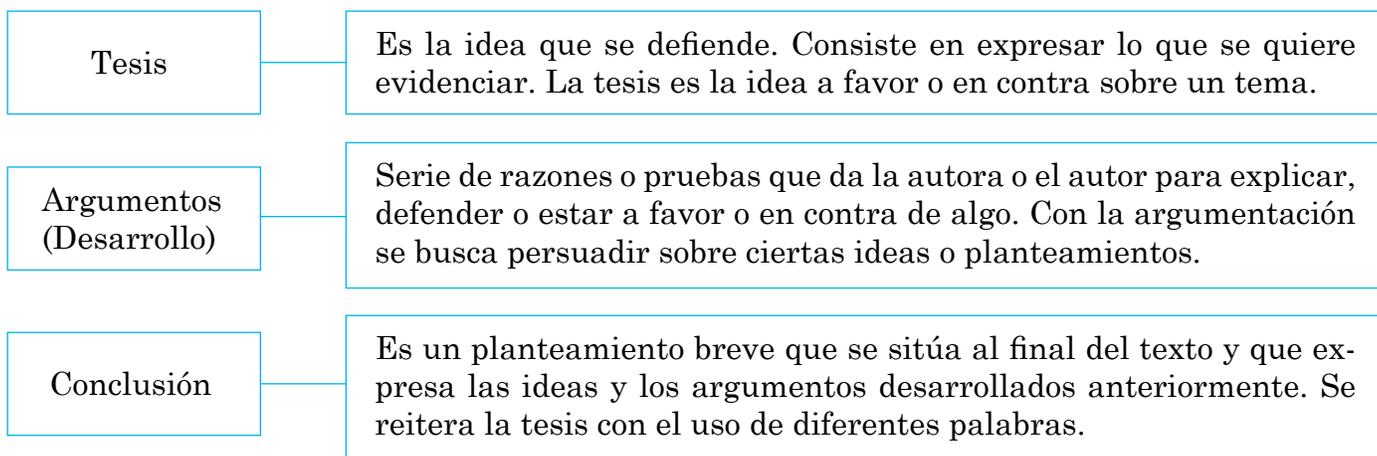 Tesis
Es la idea que se defiende. Consiste en expresar lo que se quiere
evidenciar. La tesis es la idea a favor o en contra sobre un tema.
Argumentos
(Desarrollo)
Serie de razones o pruebas que da la autora o el autor para explicar,
defender o estar a favor o en contra de algo. Con la argumentación
se busca persuadir sobre ciertas ideas o planteamientos.
Conclusión
Es un planteamiento breve que se sitúa al final del texto y que ex-
presa las ideas y los argumentos desarrollados anteriormente. Se
reitera la tesis con el uso de diferentes palabras.